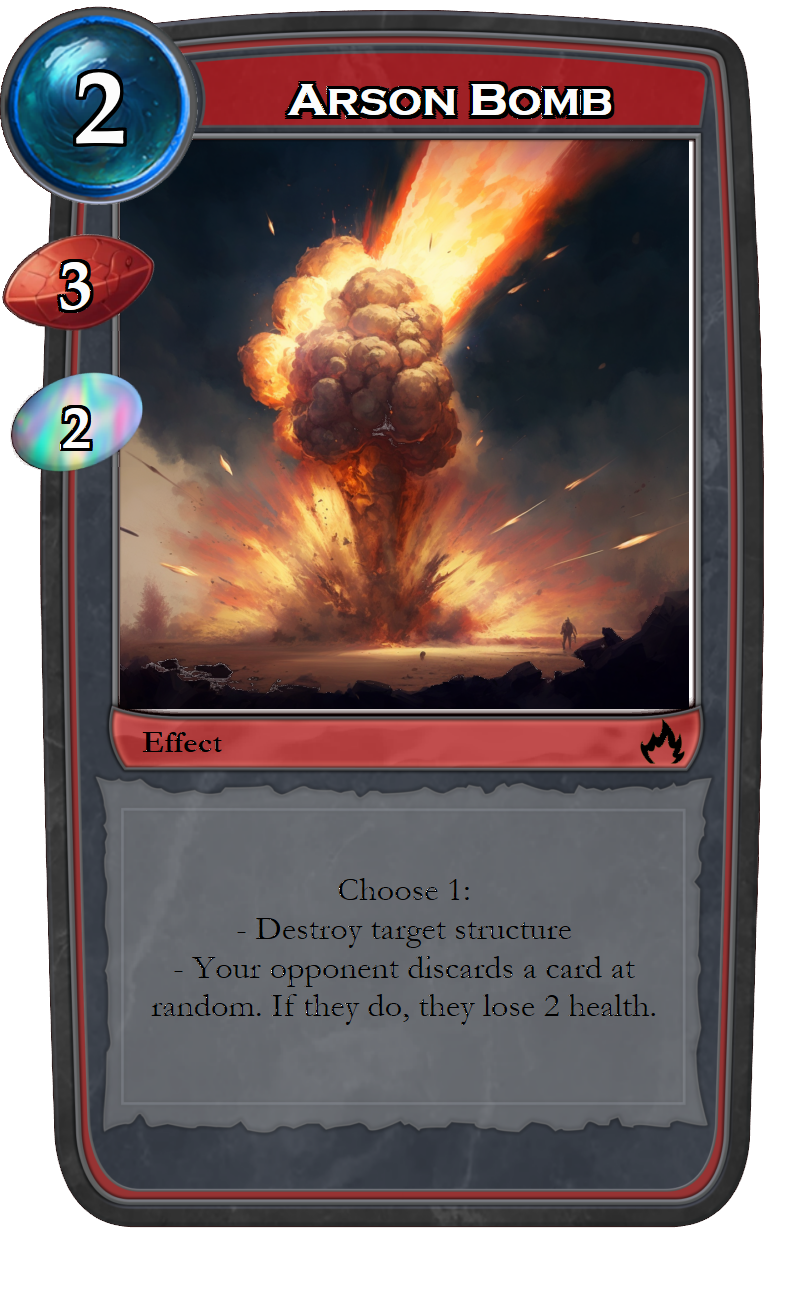 2
Arson Bomb
3
2
Effect
Choose 1:
- Destroy target structure
- Your opponent discards a card at
random. If they do, they lose 2 health.